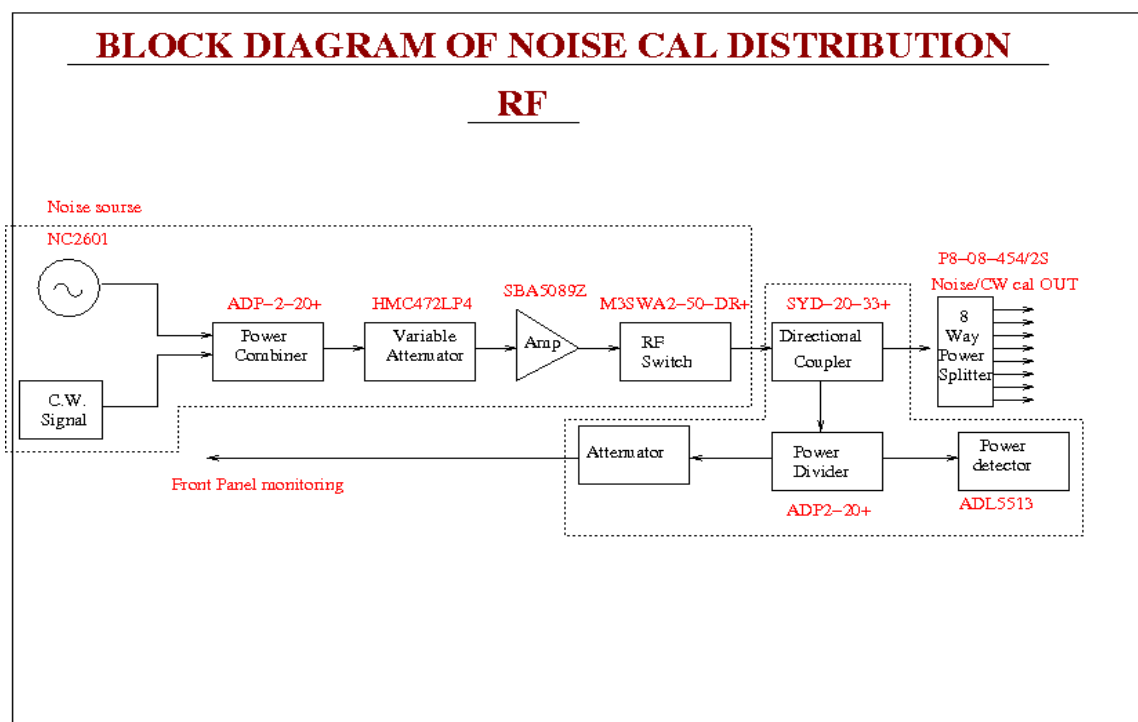 BLOCK DIAGRAM OF NOISE CAL DISTRIBUTION
RF
Noise sourse
NC2601
C.W.
Signal
ADP-2-20+
Power
Combiner
HMC472LP4
Variable
Attenuator
SBA5089Z
Amp
M3SWA2-50-DR+
RF
Switch
SYD-20-33+
Directional
Coupler
P8-08-454/2S
Noise/CW cal OUT
8
Way
Power
Splitter
Attenuator
Front Panel monitoring
Power
Divider
ADP2-20+
Power
detector
ADL5513